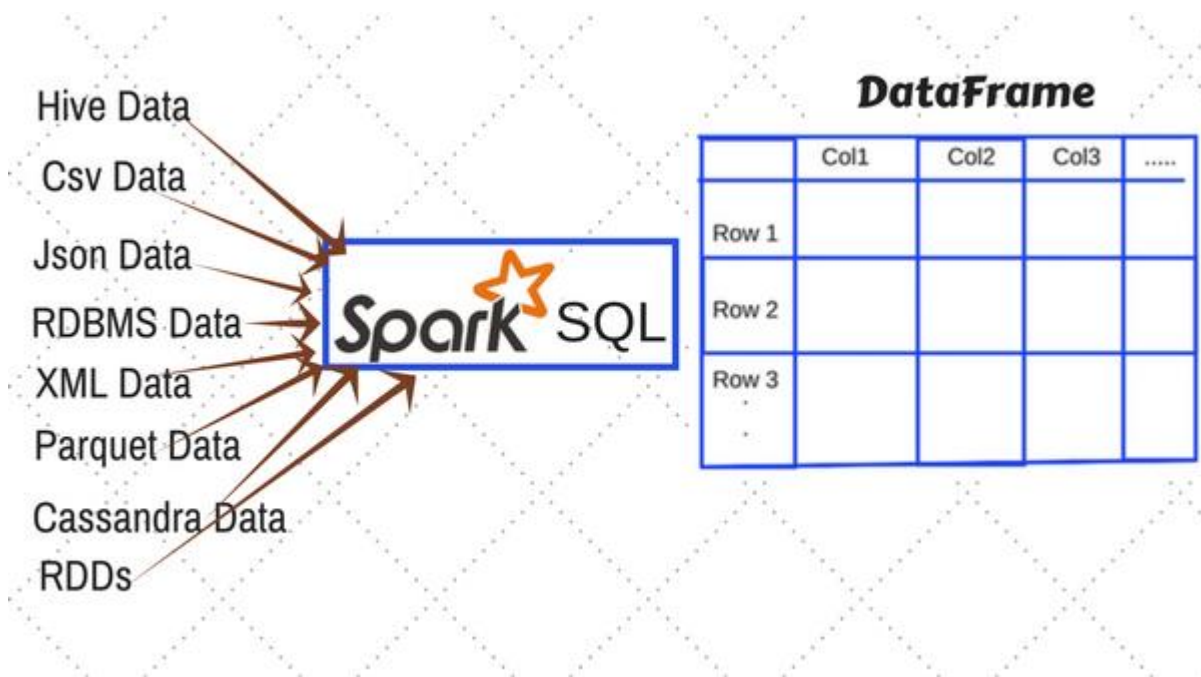 Hive Data
Csv Data
Json Data
RDBMS Data
XML Data
Parquet Data
Cassandra Data
RDDs
Spark SQL
DataFrame
Col1 Col2 Col3 .....
Row 1
Row 2
Row 3
.
.